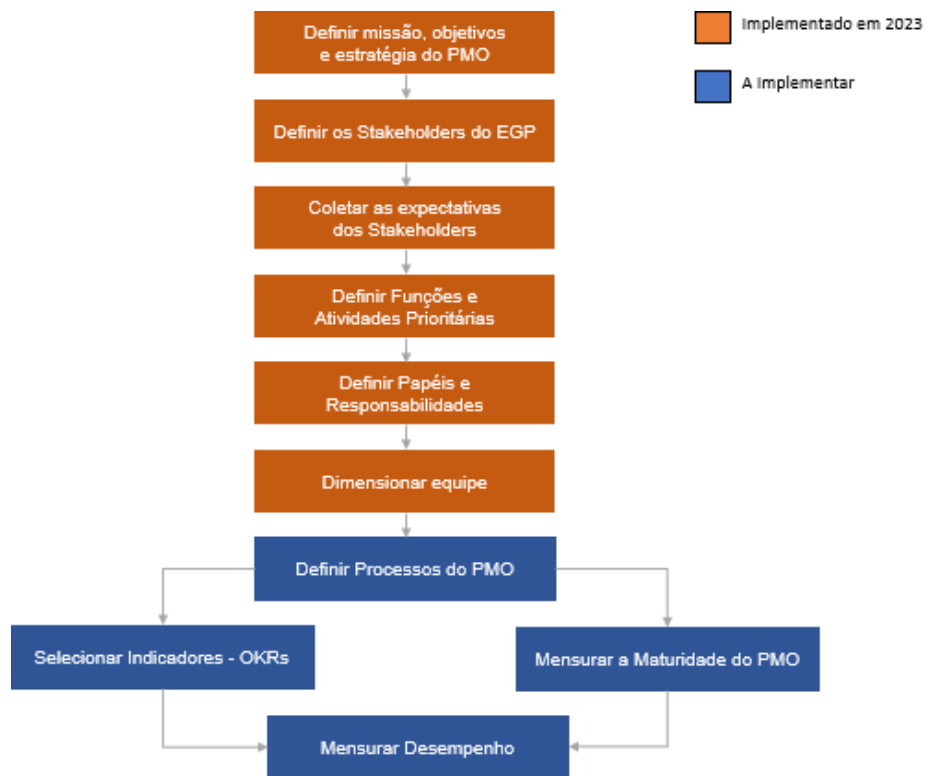 Definir missão, objetivos
e estratégia do PMO
Implementado em 2023
A Implementar
Definir os Stakeholders do EGP
Coletar as expectativas
dos Stakeholders
Definir Funções e
Atividades Prioritárias
Definir Papéis e
Responsabilidades
Dimensionar equipe
Definir Processos do PMO
Selecionar Indicadores - OKRs
Mensurar a Maturidade do PMO
Mensurar Desempenho